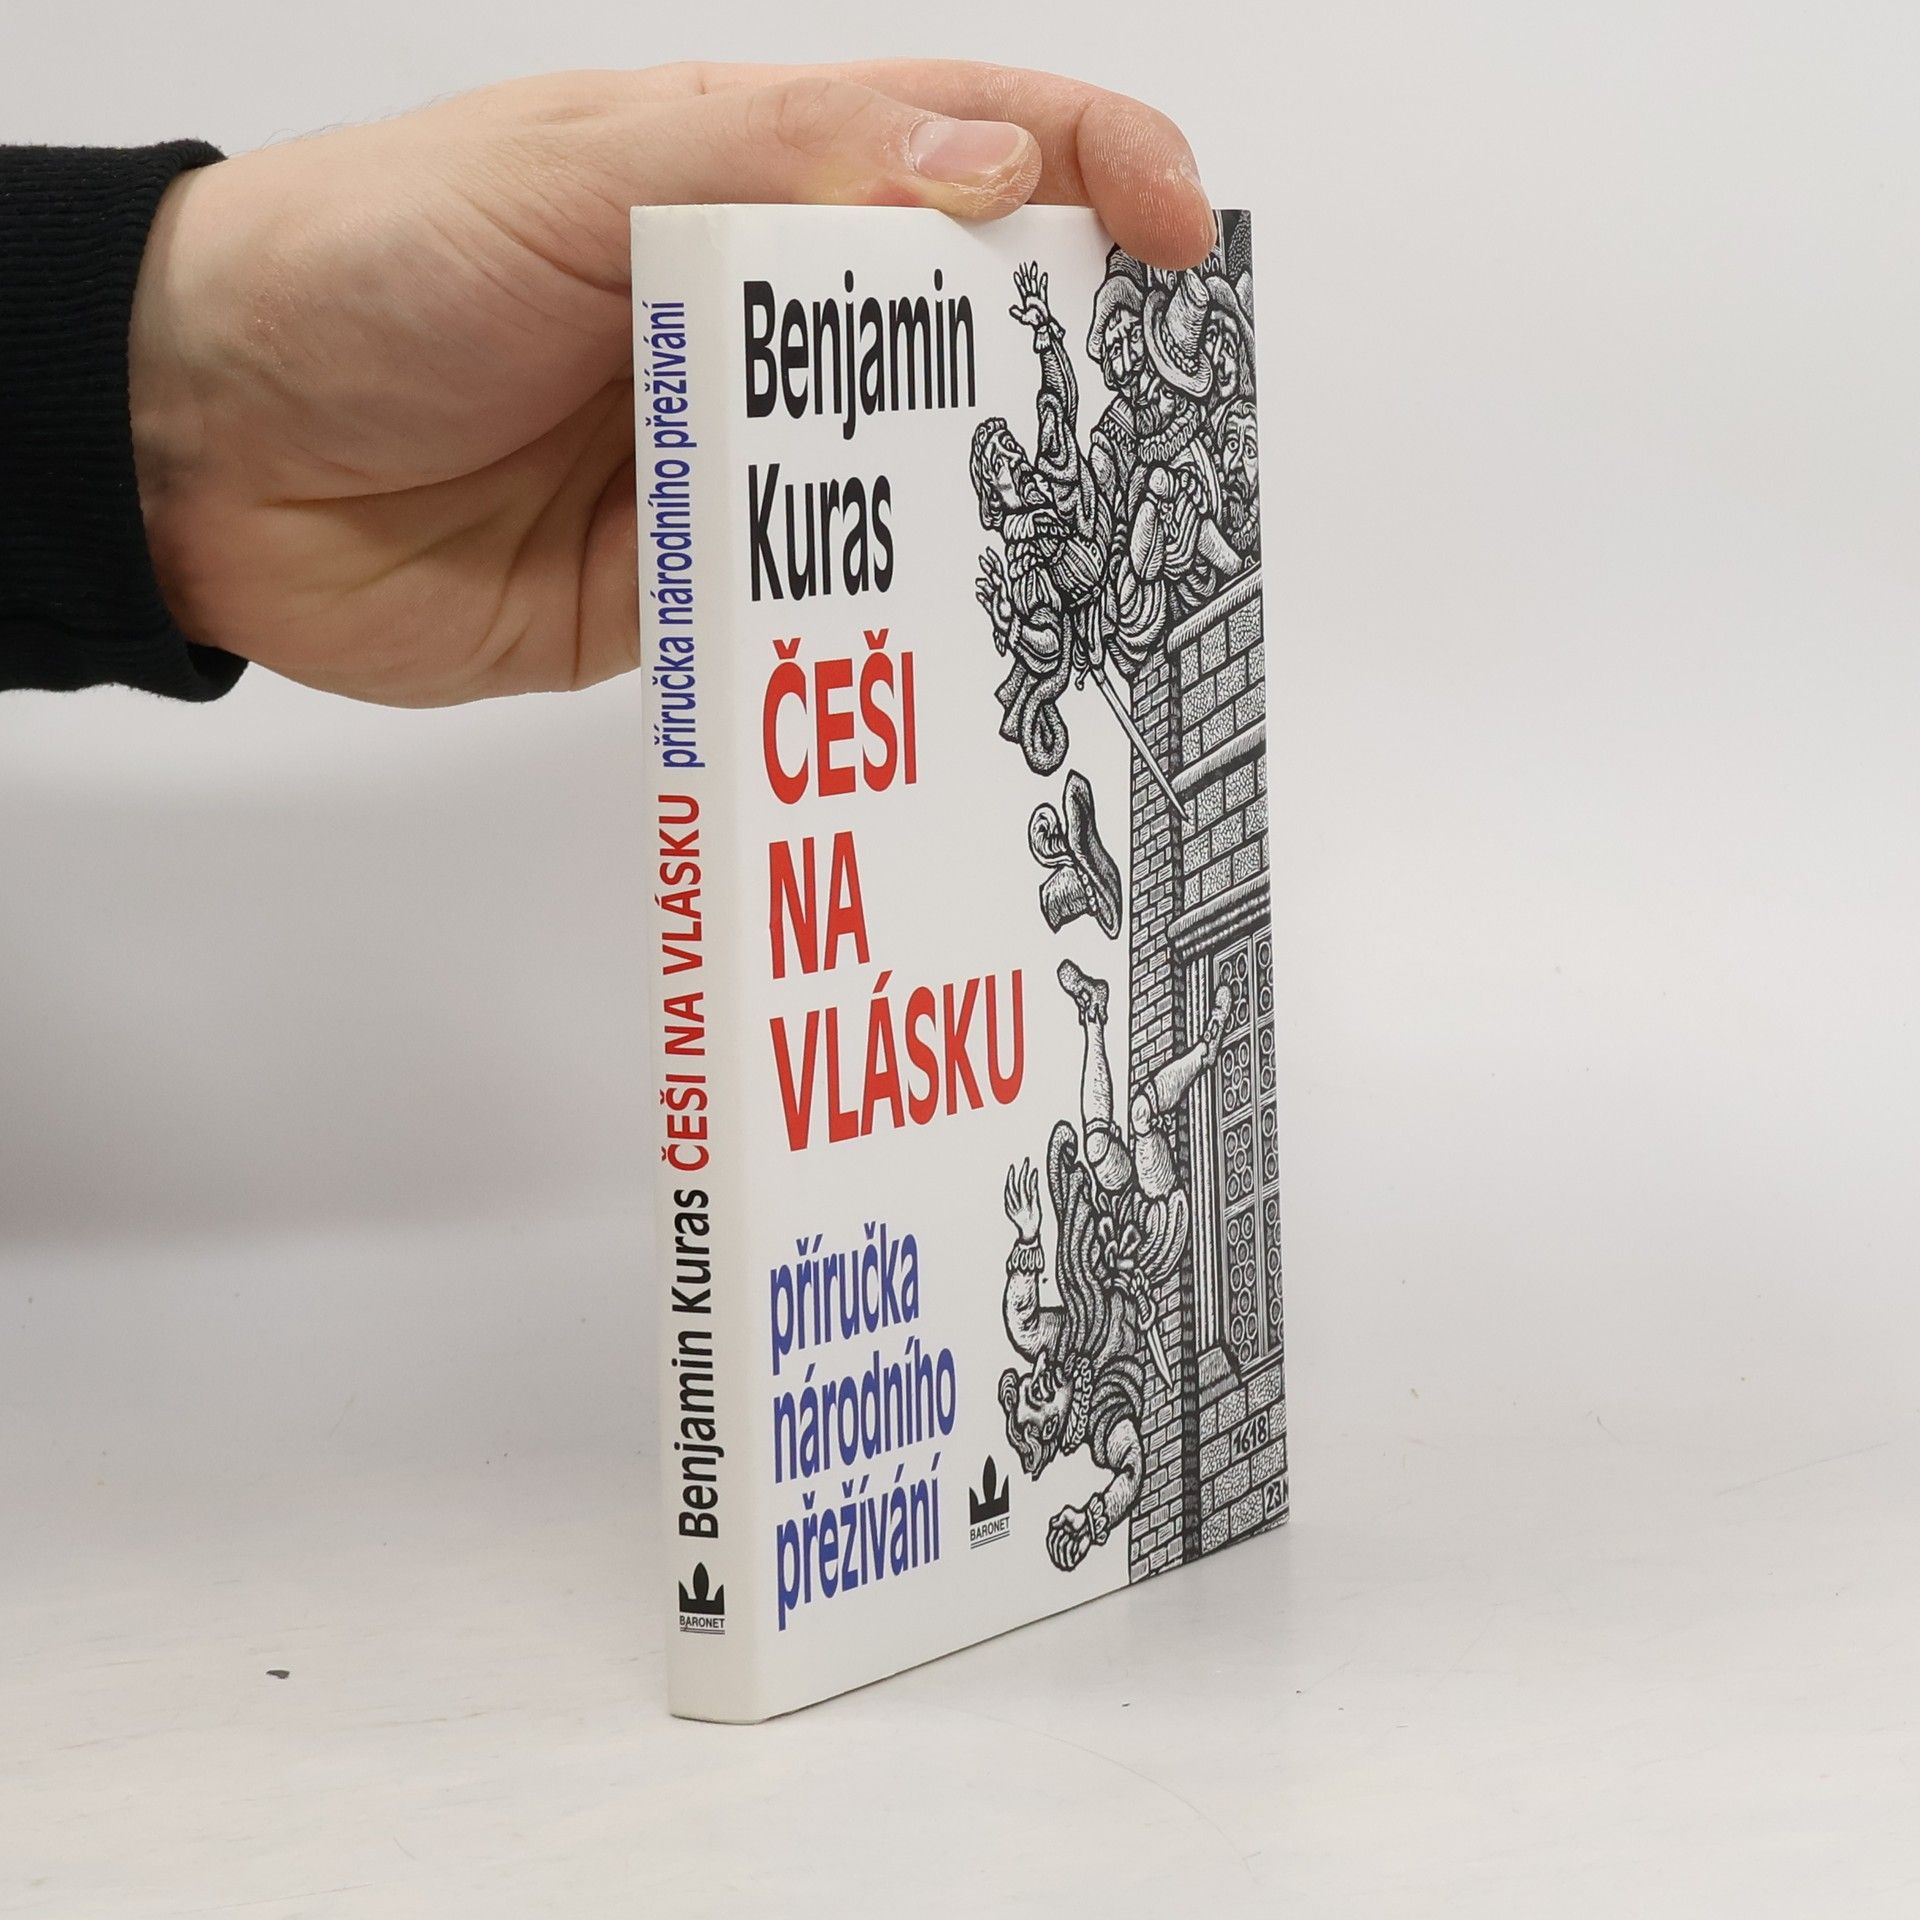 Benjamin Kuras ČEŠI NA VLÁSKU příručka národního přežívání
BARONET
Benjamin
Kuras
ČEŠI
NA
VLÁSKU
příručka
národního
přežívání
BARONET
1618
23